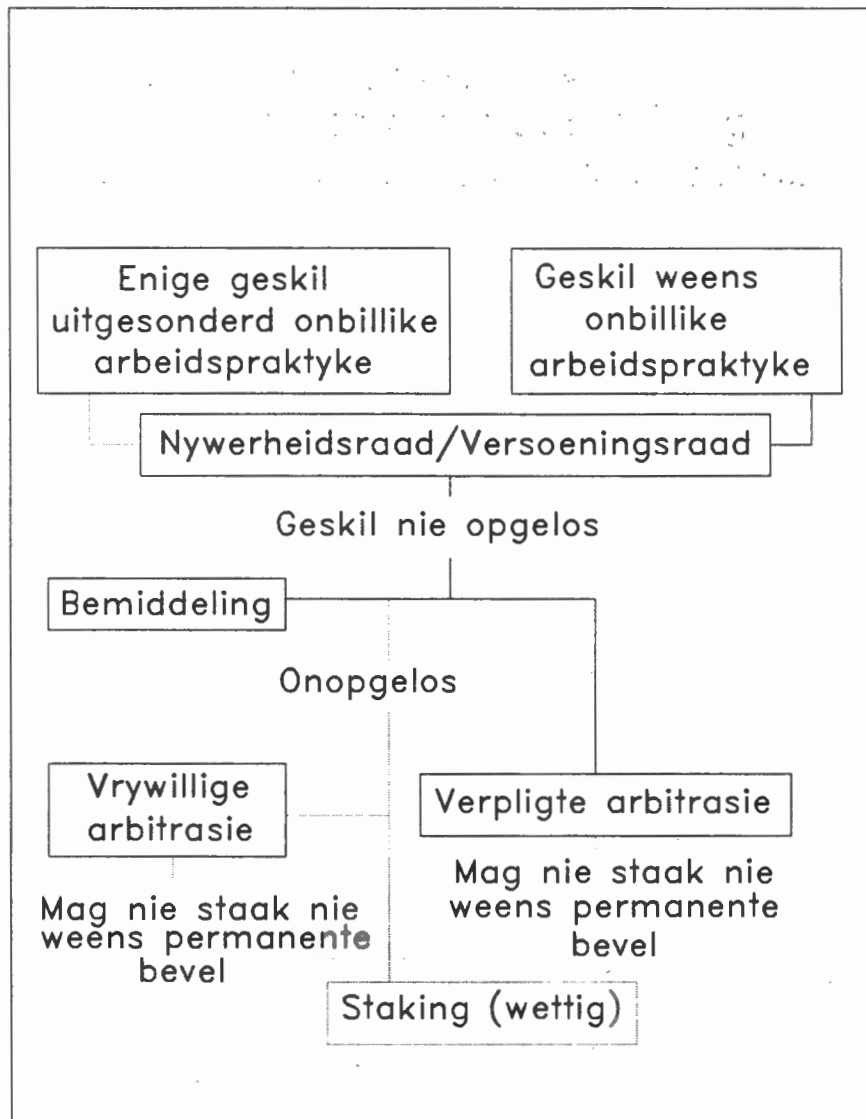 Enige geskil
uitgesonderd onbillike
arbeidspraktyke
Geskil weens
onbillike
arbeidspraktyke
Nywerheidsraad/Versoeningsraad
Geskil nie opgelos
Bemiddeling
Onopgelos
Vrywillige
arbitrasie
Verpligte arbitrasie
Mag nie staak nie
weens permanente
bevel
Mag nie staak nie
weens permanente
bevel
Staking (wettig)